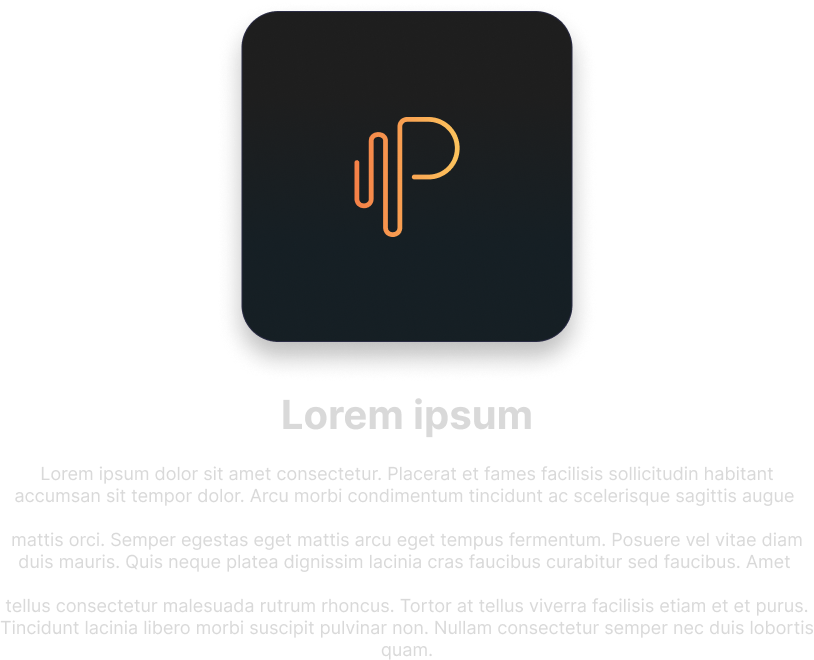 Lorem ipsum
Lorem ipsum dolor sit amet consectetur. Placerat et fames facilisis sollicitudin habitant
accumsan sit tempor dolor. Arcu morbi condimentum tincidunt ac scelerisque sagittis augue
mattis orci. Semper egestas eget mattis arcu eget tempus fermentum. Posuere vel vitae diam
duis mauris. Quis neque platea dignissim lacinia cras faucibus curabitur sed faucibus. Amet
tellus consectetur malesuada rutrum rhoncus. Tortor at tellus viverra facilisis etiam et et purus.
Tincidunt lacinia libero morbi suscipit pulvinar non. Nullam consectetur semper nec duis lobortis
quam.